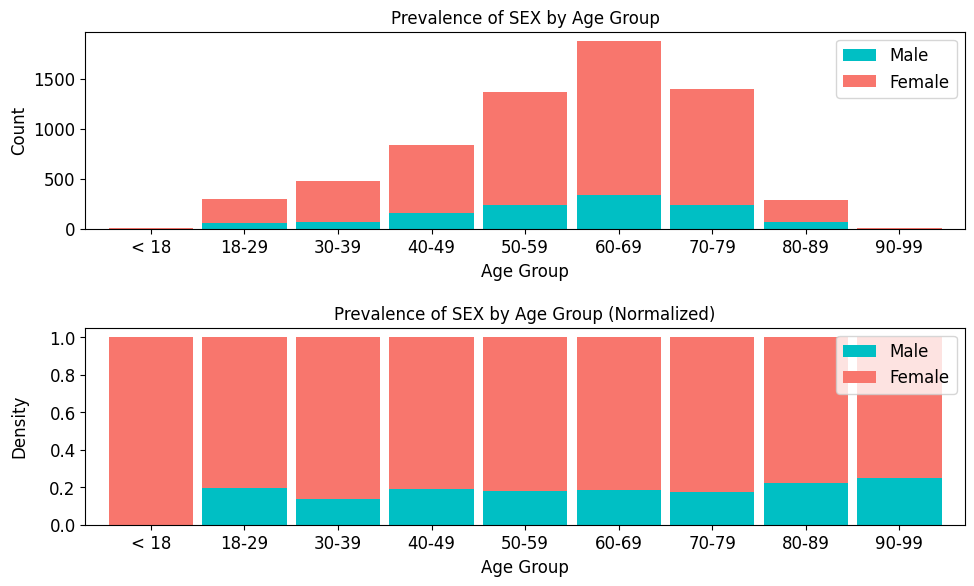 Prevalence of SEX by Age Group
Count
1500
1000
500
0
Male
Female
< 18 18-29 30-39 40-49 50-59 60-69 70-79 80-89 90-99
Age Group
Prevalence of SEX by Age Group (Normalized)
Density
1.0
0.8
0.6
0.4
0.2
0.0
Male
Female
< 18 18-29 30-39 40-49 50-59 60-69 70-79 80-89 90-99
Age Group